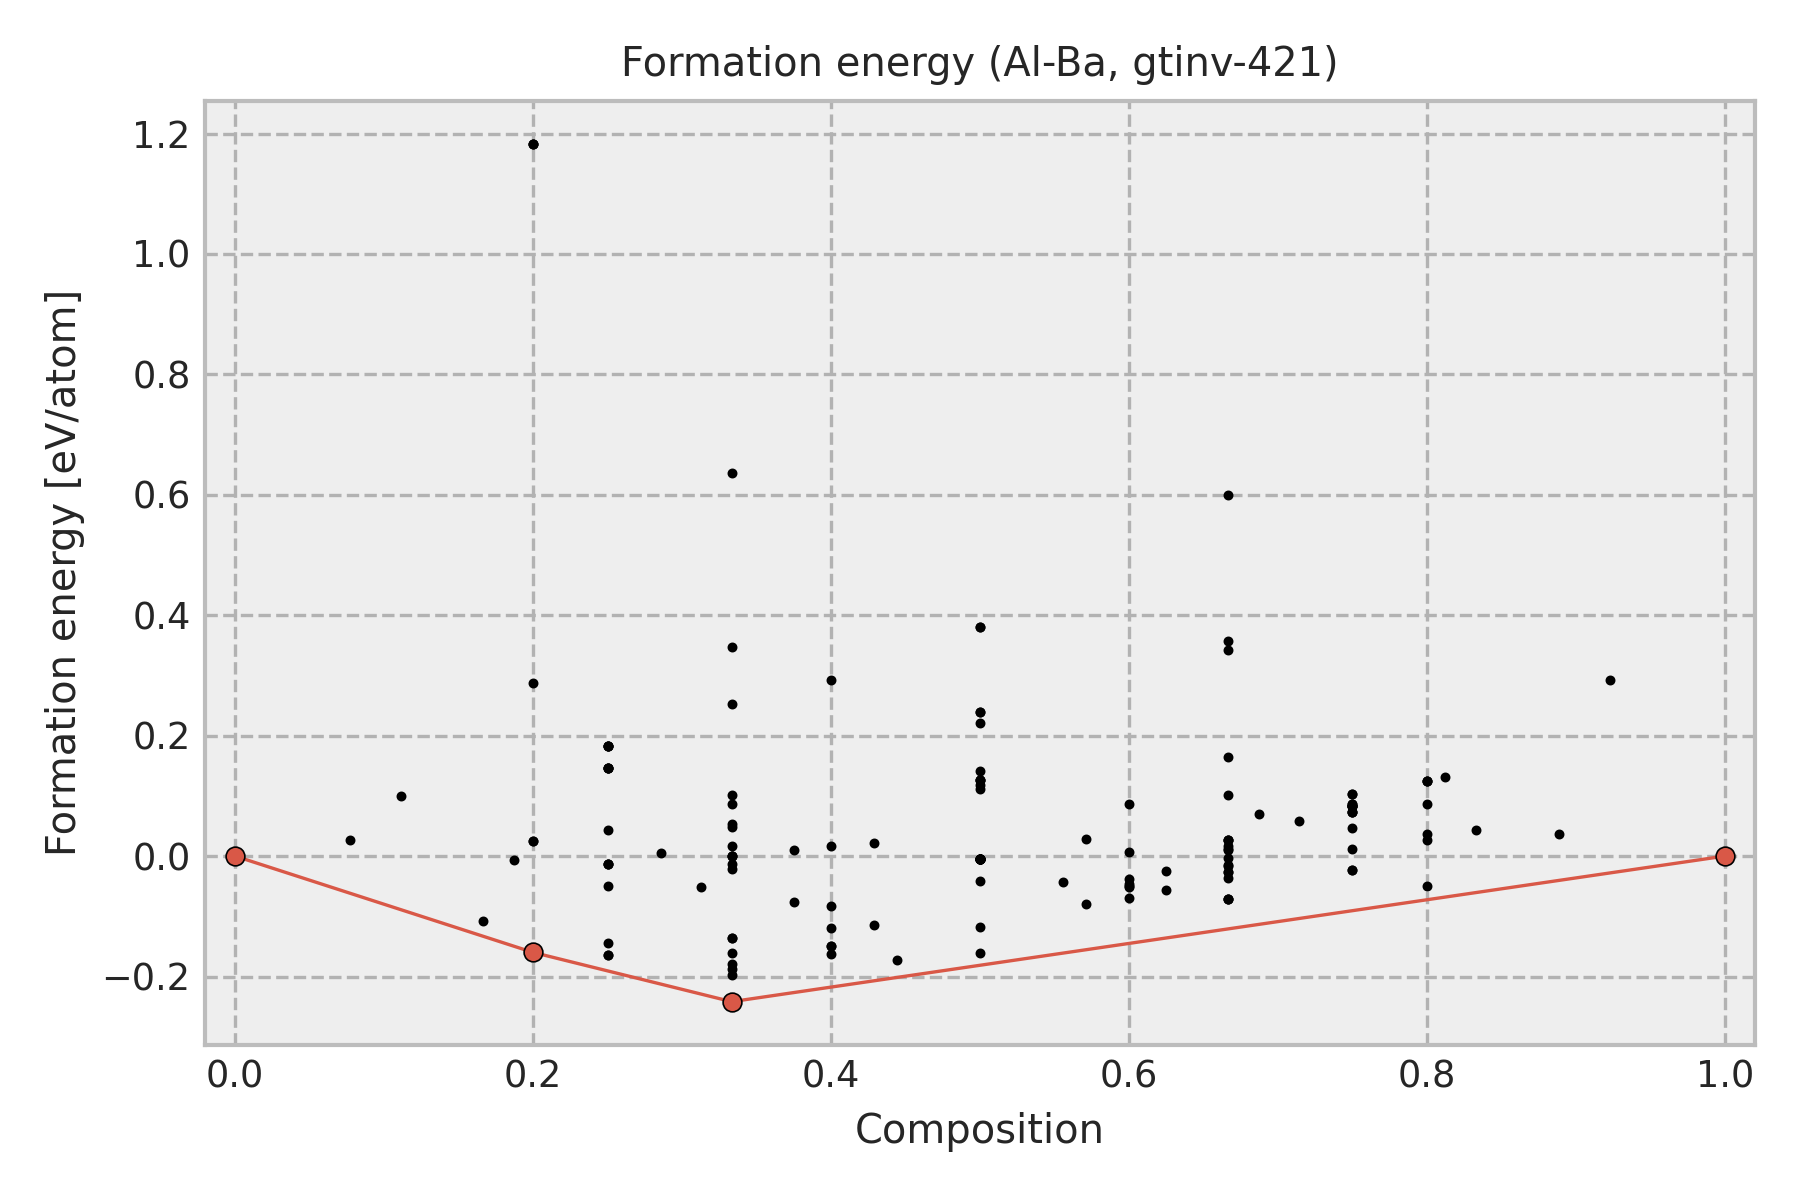 Formation energy (Al-Ba, gtinv-421)
1.2
1.0
0.8
0.6
0.4
0.2
0.0
−0.2
Formation energy [eV/atom]
0.0 0.2 0.4 0.6 0.8 1.0
Composition